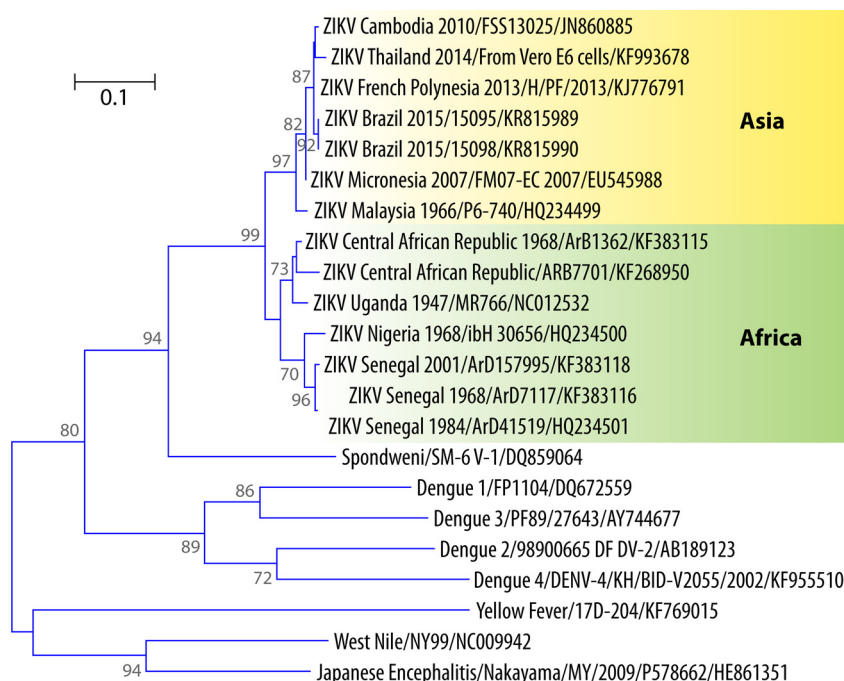 ZIKV Cambodia 2010/FSS13025/JN860885
ZIKV Thailand 2014/From Vero E6 cells/KF993678
87
ZIKV French Polynesia 2013/H/PF/2013/KJ776791
0.1
82
ZIKV Brazil 2015/15095/KR815989
Asia
92
ZIKV Brazil 2015/15098/KR815990
97
ZIKV Micronesia 2007/FM07-EC 2007/EU545988
ZIKV Malaysia 1966/P6-740/HQ234499
99
ZIKV Central African Republic 1968/ArB1362/KF383115
73
ZIKV Central African Republic/ARB7701/KF268950
ZIKV Uganda 1947/MR766/NC012532
94
ZIKV Nigeria 1968/ibH 30656/HQ234500
Africa
70
ZIKV Senegal 2001/ArD157995/KF383118
96
ZIKV Senegal 1968/ArD7117/KF383116
80
ZIKV Senegal 1984/ArD41519/HQ234501
Spondweni/SM-6 V-1/DQ859064
86
Dengue 1/FP1104/DQ672559
Dengue 3/PF89/27643/AY744677
89
Dengue 2/98900665 DF DV-2/AB189123
72
Dengue 4/DENV-4/KH/BID-V2055/2002/KF955510
Yellow Fever/17D-204/KF769015
West Nile/NY99/NC009942
94
Japanese Encephalitis/Nakayama/MY/2009/P578662/HE861351